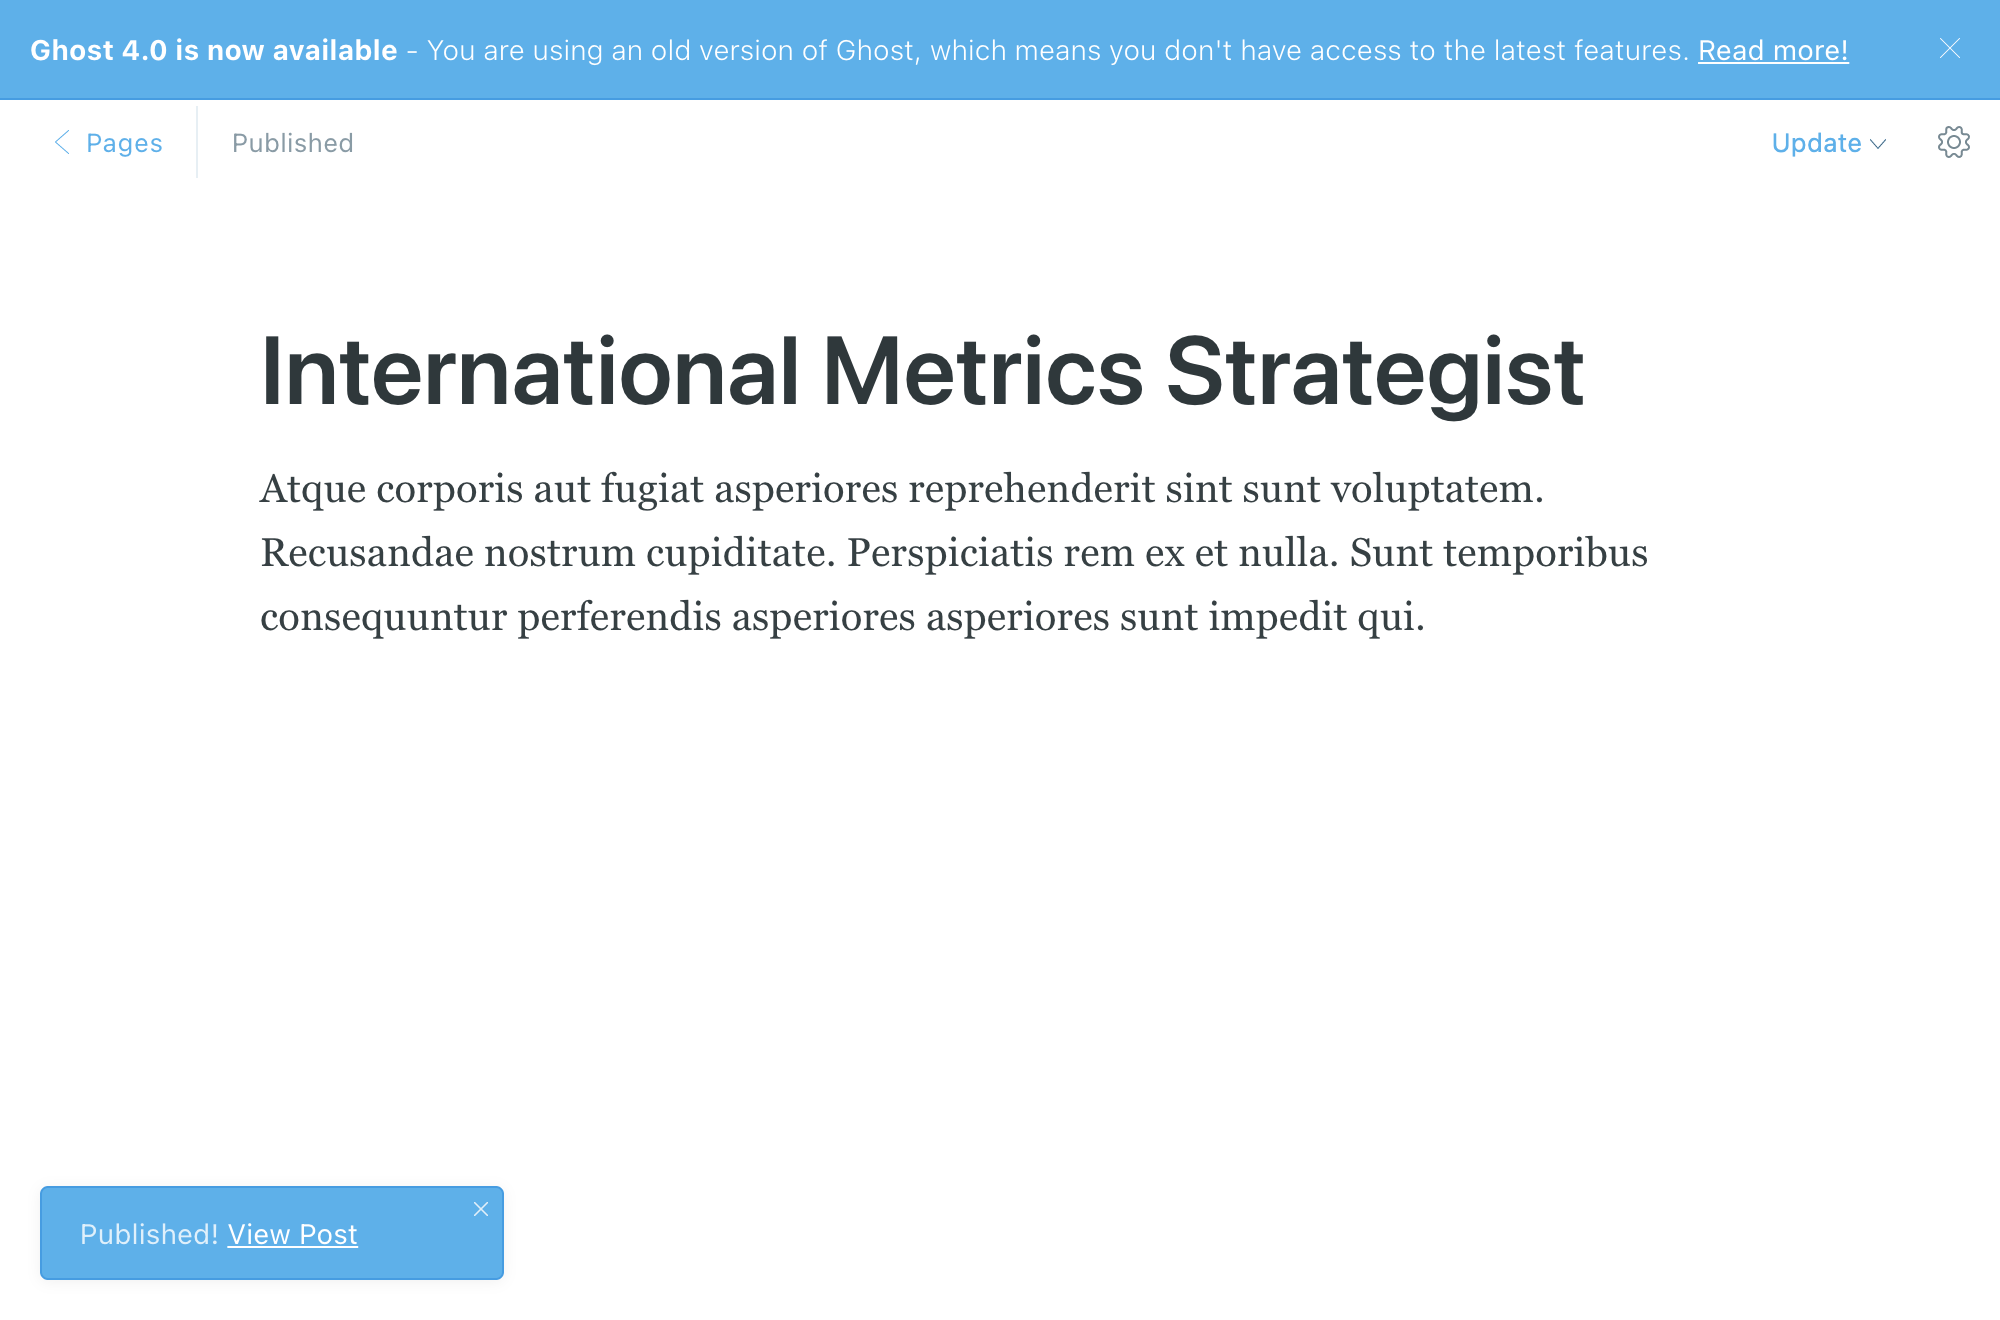 Ghost 4.0 is now available - You are using an old version of Ghost, which means you don't have access to the latest features. Read more!
Pages
Published
Update
International Metrics Strategist
Atque corporis aut fugiat asperiores reprehenderit sint sunt voluptatem.
Recusandae nostrum cupiditate. Perspiciatis rem ex et nulla. Sunt temporibus
consequuntur perferendis asperiores asperiores sunt impedit qui.
Published! View Post